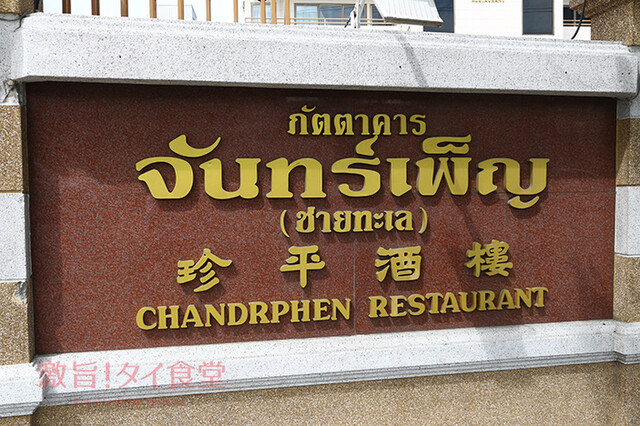 ภัตตาคาร
จันทร์เพ็ญ
(ชายทะเล)
珍平酒樓
CHANDRPHEN RESTAURANT
激旨!タイ食堂